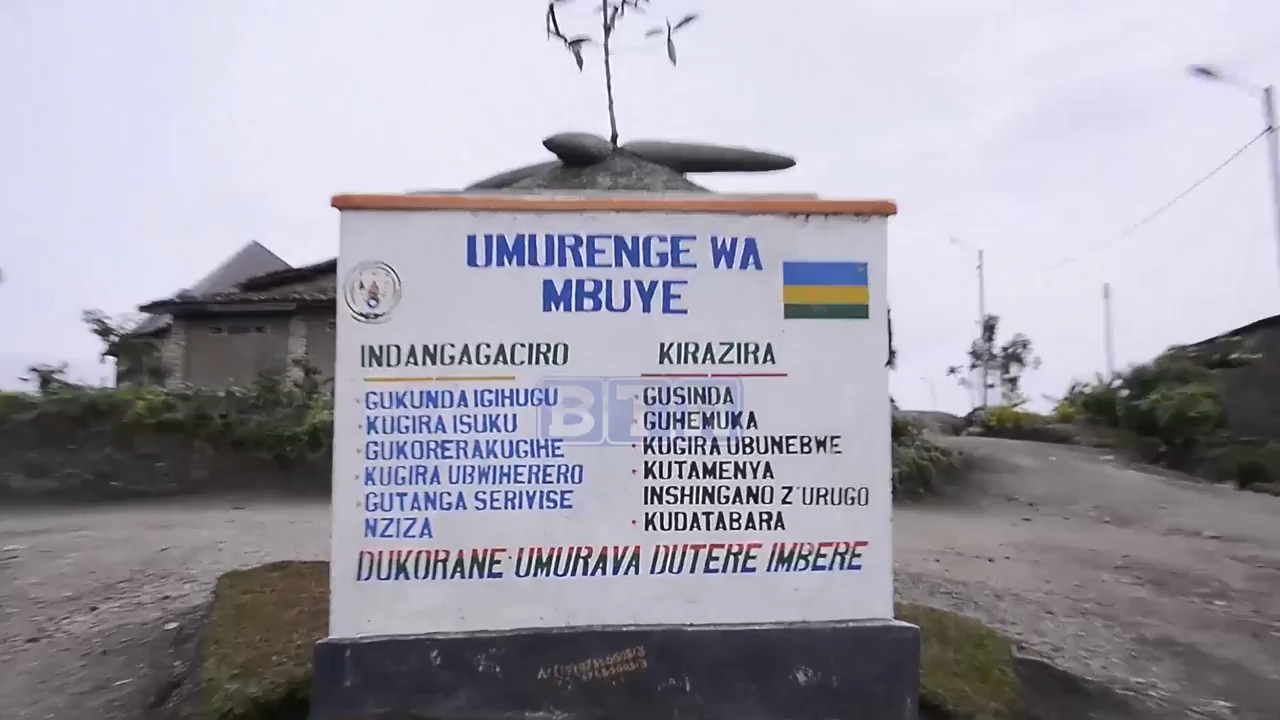 UMURENGE WA
MBUYE
INDANGAGACIRO
GUKUNDA IGIHUGU
KUGIRA ISUKU
GUKORERAKUGIHE
KUGIRA UBWIHERERO
GUTANGA SERIVISE
NZIZA
KIRAZIRA
GUSINDA
GUHEMUKA
KUGIRA UBUNEBWE
KUTAMENYA
INSHINGANO Z'URUGO
KUDATABARA
DUKORANE UMURAVA DUTERE IMBERE